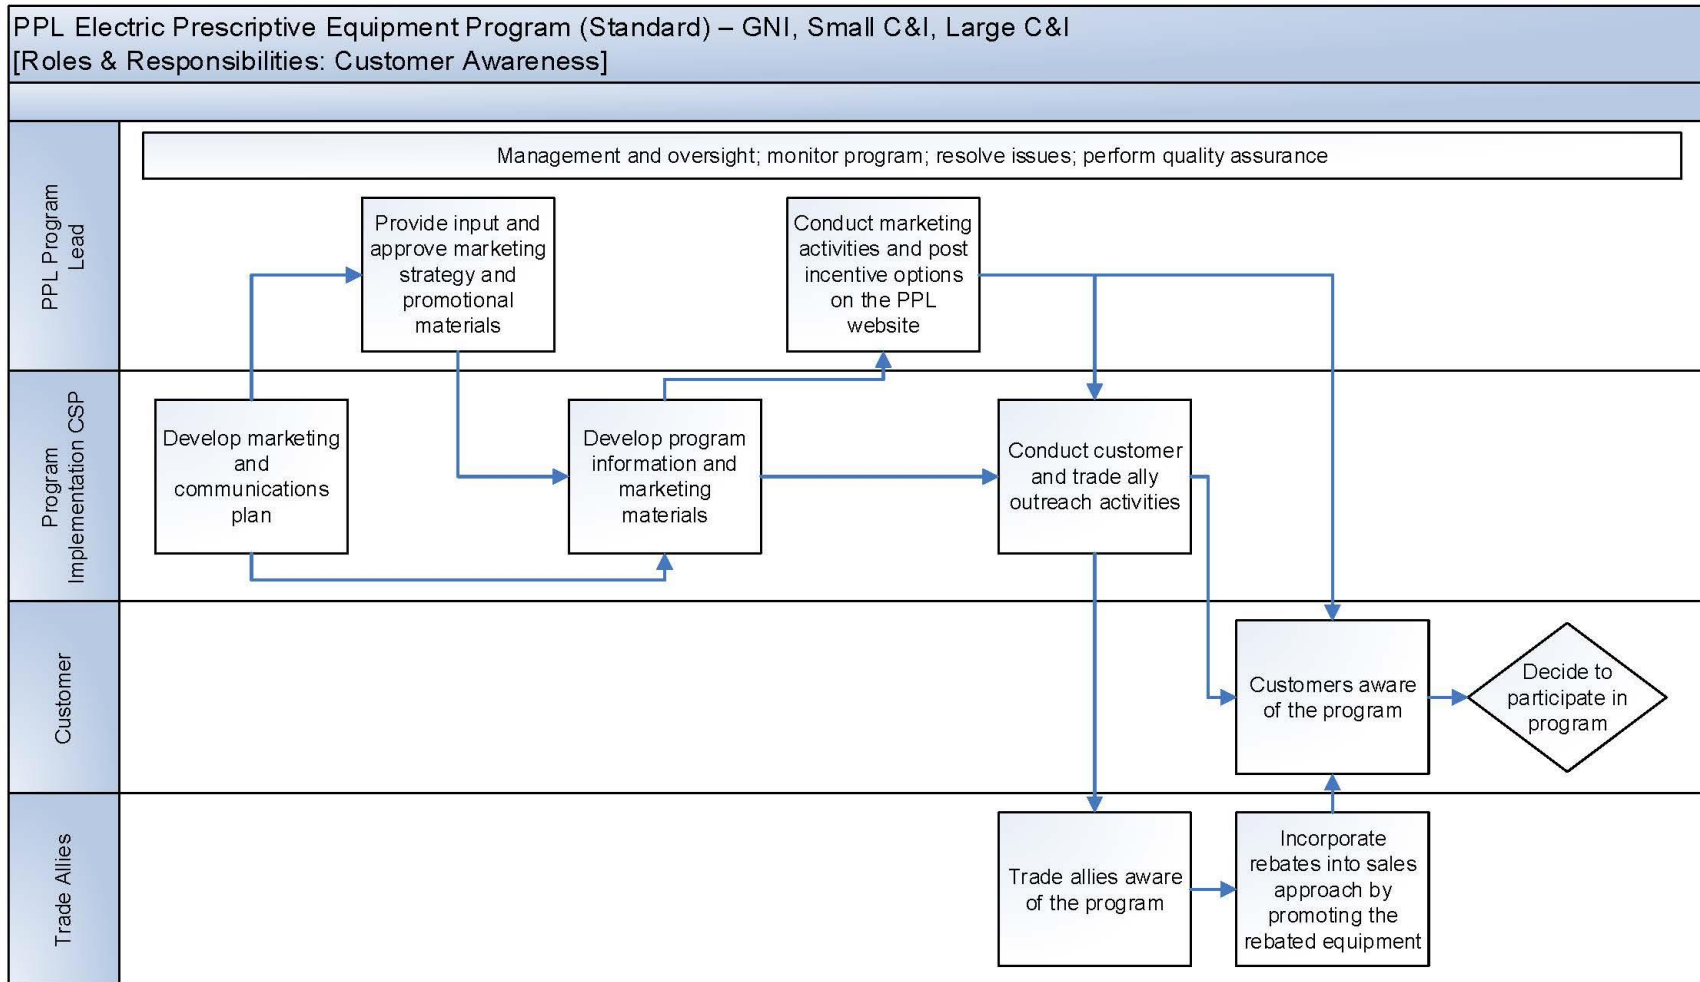 PPL Electric Prescriptive Equipment Program (Standard) – GNI, Small C&I, Large C&I
[Roles & Responsibilities: Customer Awareness]
PPL Program
Lead
Management and oversight; monitor program; resolve issues; perform quality assurance
Provide input and
approve marketing
strategy and
promotional
materials
Conduct marketing
activities and post
incentive options
on the PPL
website
Program
Implementation CSP
Develop marketing
and
communications
plan
Develop program
information and
marketing
materials
Conduct customer
and trade ally
outreach activities
Customer
Customers aware
of the program
Decide to
participate in
program
Trade Allies
Trade allies aware
of the program
Incorporate
rebates into sales
approach by
promoting the
rebated equipment